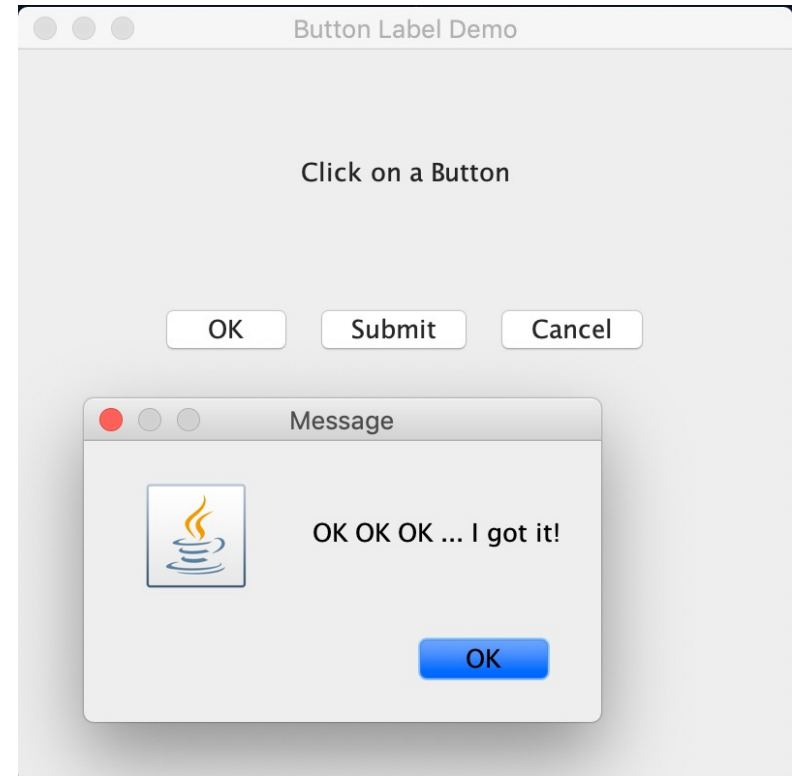 Button Label Demo
Click on a Button
OK Submit Cancel
Message
OK OK OK ... I got it!
OK